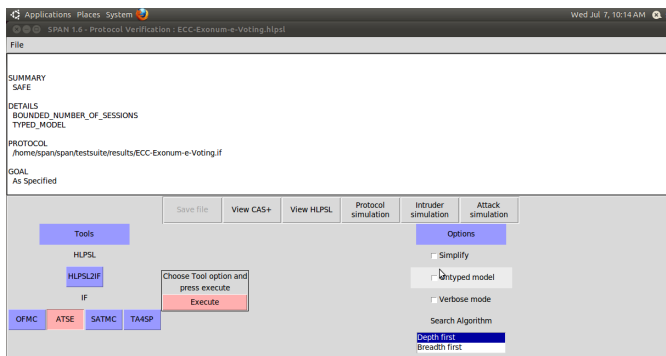 Applications Places System
Wed Jul 7, 10:14 AM
SPAN 1.6 - Protocol Verification : ECC-Exonum-e-Voting.hlpsl
File
SUMMARY
SAFE
DETAILS
BOUNDED_NUMBER_OF_SESSIONS
TYPED_MODEL
PROTOCOL
/home/span/span/testsuite/results/ECC-Exonum-e-Voting.if
GOAL
As Specified
Save file
View CAS+
View HLPSL
Protocol
simulation
Intruder
simulation
Attack
simulation
Tools
HLPSL
HLPSL2IF
IF
OFMC
ATSE
SATMC
TA4SP
Choose Tool option and
press execute
Execute
Options
Simplify
Untyped model
Verbose mode
Search Algorithm
Depth first
Breadth first